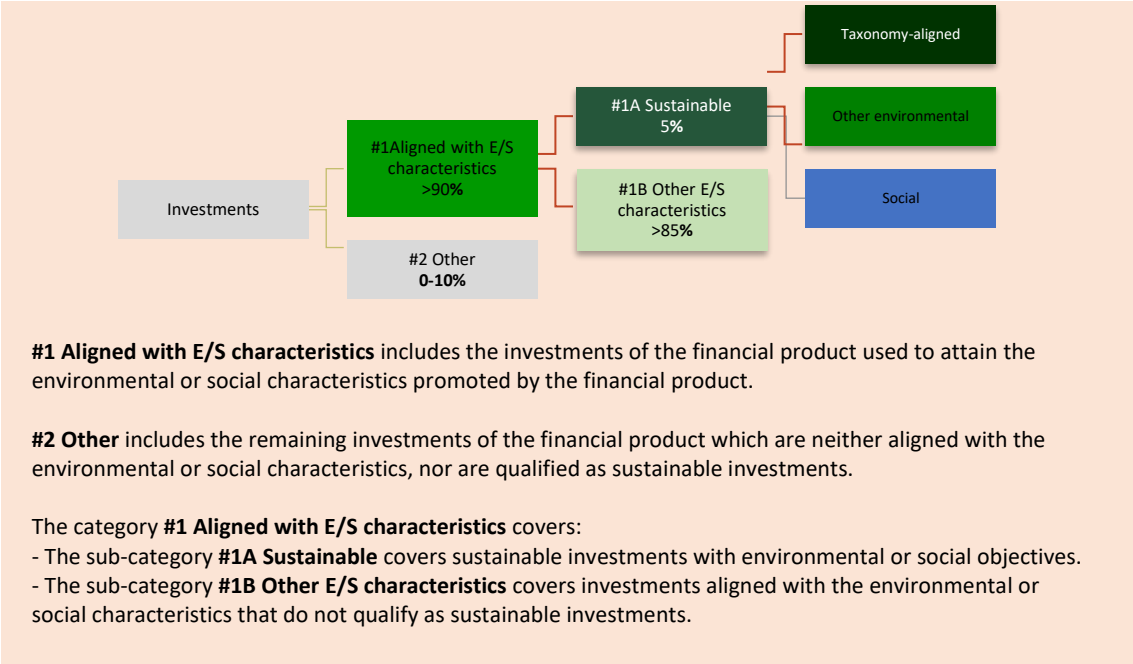 Taxonomy-aligned
#1A Sustainable
5%
Other environmental
#1Aligned with E/S
characteristics
>90%
#1B Other E/S
characteristics
>85%
Social
Investments
#2 Other
0-10%
#1 Aligned with E/S characteristics includes the investments of the financial product used to attain the
environmental or social characteristics promoted by the financial product.
#2 Other includes the remaining investments of the financial product which are neither aligned with the
environmental or social characteristics, nor are qualified as sustainable investments.
The category #1 Aligned with E/S characteristics covers:
- The sub-category #1A Sustainable covers sustainable investments with environmental or social objectives.
- The sub-category #1B Other E/S characteristics covers investments aligned with the environmental or
social characteristics that do not qualify as sustainable investments.